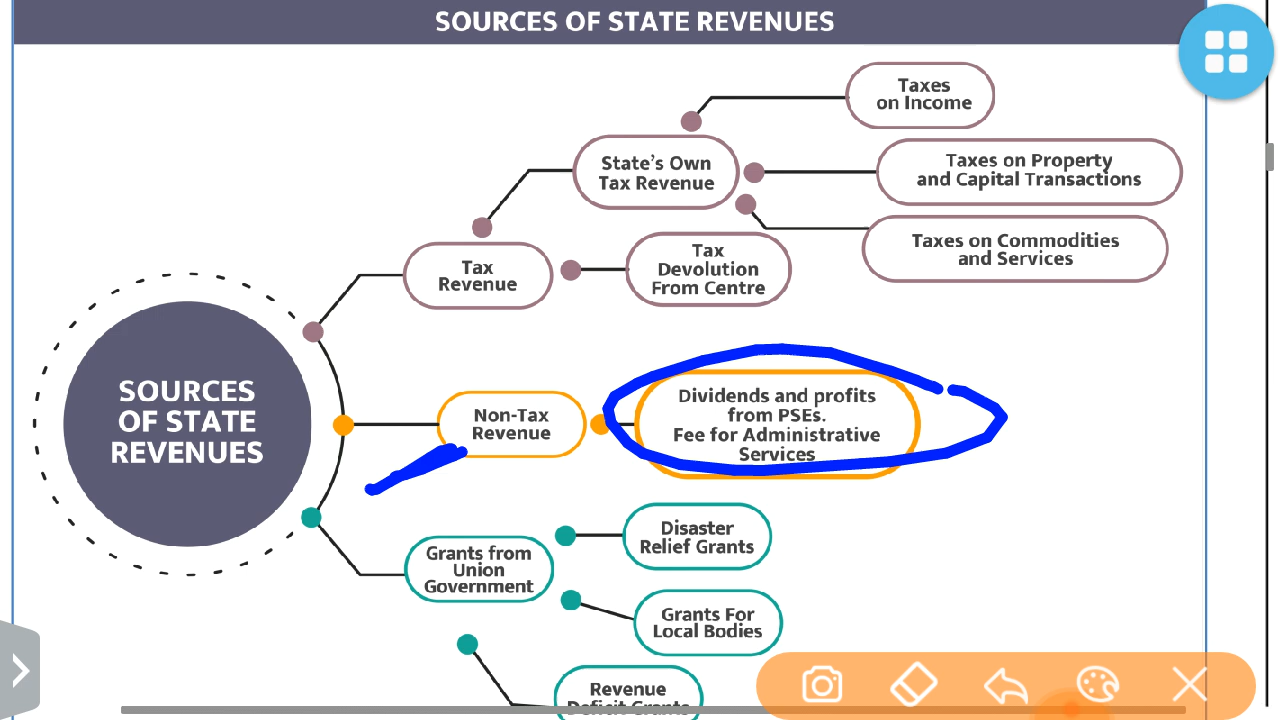 SOURCES OF STATE REVENUES
Taxes
on Income
State's Own
Tax Revenue
Taxes on Property
and Capital Transactions
Taxes on Commodities
and Services
Tax
Revenue
Tax
Devolution
From Centre
SOURCES
OF STATE
REVENUES
Non-Tax
Revenue
Dividends and profits
from PSEs.
Fee for Administrative
Services
Grants from
Union
Government
Disaster
Relief Grants
Grants For
Local Bodies
Revenue
Deficit Grants